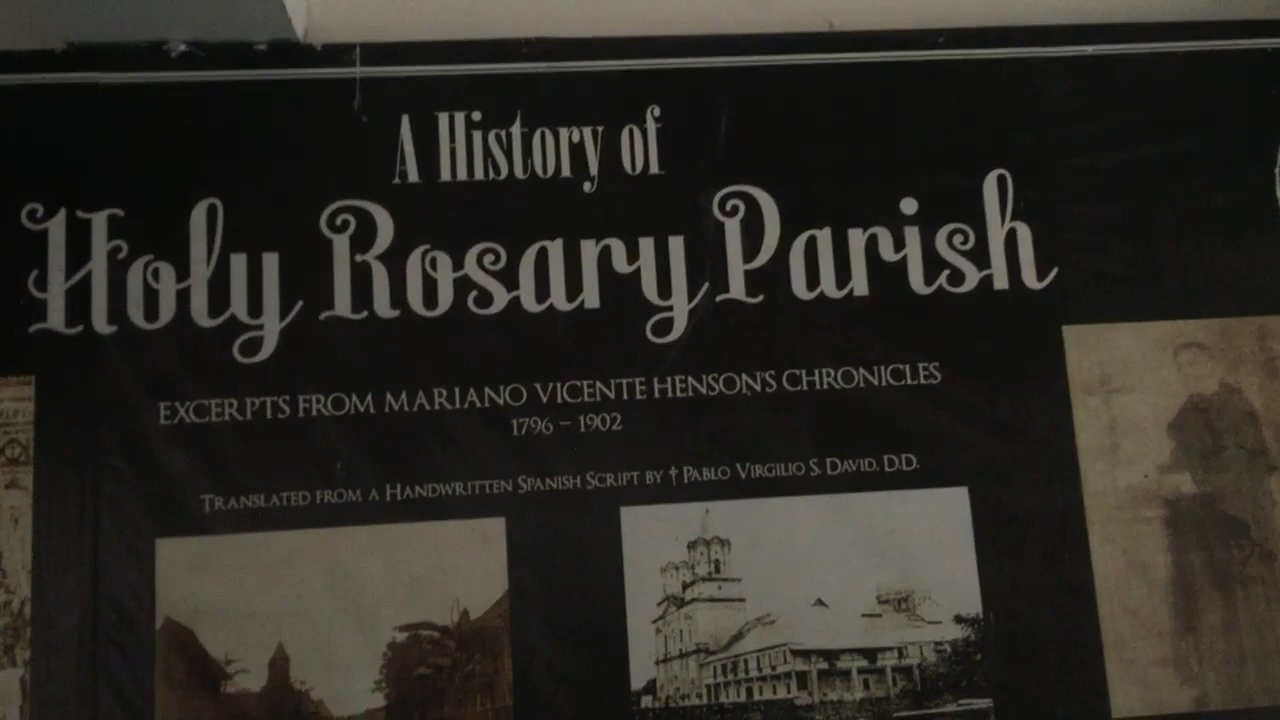 A History of
Holy Rosary Parish
EXCERPTS FROM MARIANO VICENTE HENSON'S CHRONICLES
1796 – 1902
TRANSLATED FROM A HANDWRITTEN SPANISH SCRIPT BY † PABLO VIRGILIO S. DAVID, D.D.